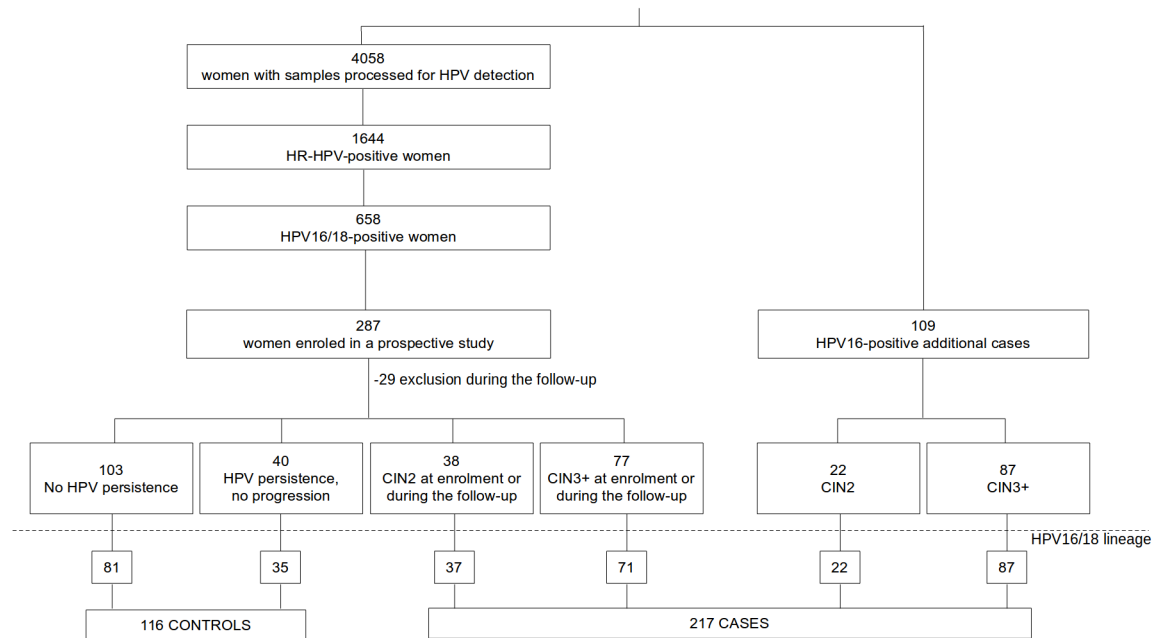 4058
women with samples processed for HPV detection
1644
HR-HPV-positive women
658
HPV16/18-positive women
287
women enroled in a prospective study
109
HPV16-positive additional cases
-29 exclusion during the follow-up
103
No HPV persistence
40
HPV persistence,
no progression
38
CIN2 at enrolment or
during the follow-up
77
CIN3+ at enrolment or
during the follow-up
22
CIN2
87
CIN3+
HPV16/18 lineage
81
35
37
71
22
87
116 CONTROLS
217 CASES